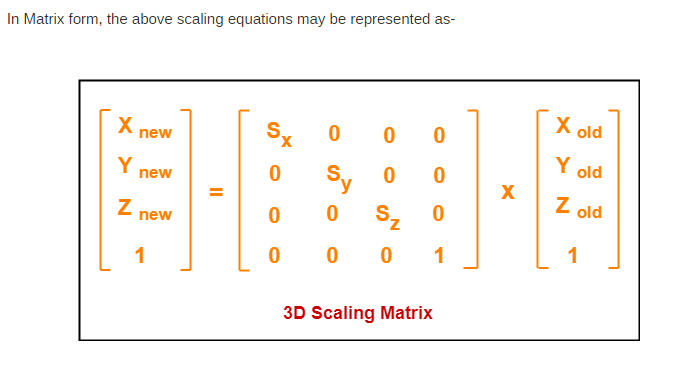 In Matrix form, the above scaling equations may be represented as-
X new Sx 0 0 0 X old
Y new 0 Sy 0 0 Y old
= x
Z new 0 0 Sz 0 Z old
1 0 0 0 1 1
3D Scaling Matrix